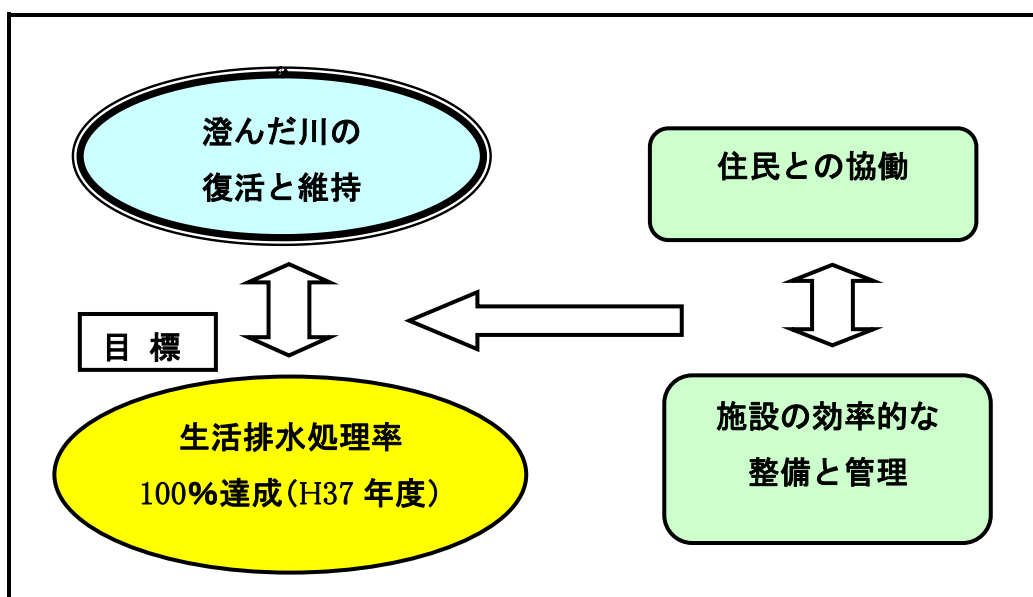 澄んだ川の
復活と維持
住民との協働
目 標
生活排水処理率
100%達成(H37 年度)
施設の効率的な
整備と管理